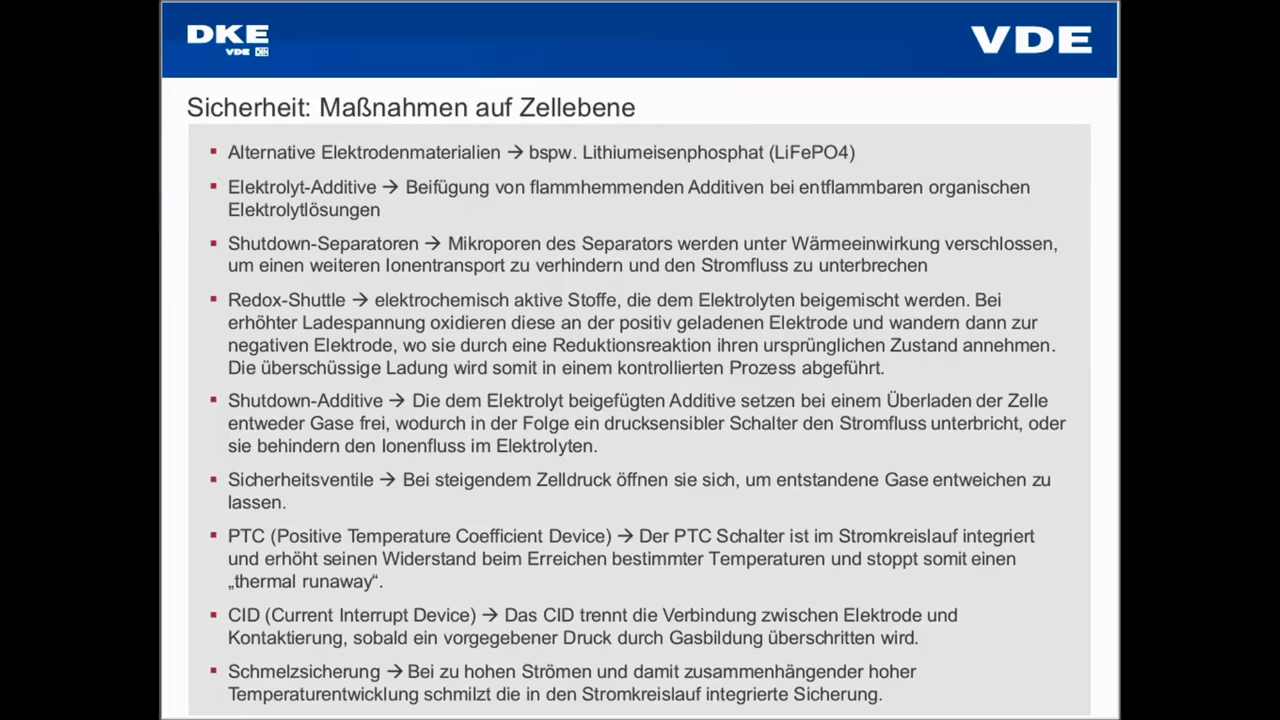 DKE
VDE DIN
VDE
Sicherheit: Maßnahmen auf Zellebene
▪ Alternative Elektrodenmaterialien → bspw. Lithiumeisenphosphat (LiFePO4)
▪ Elektrolyt-Additive → Beifügung von flammhemmenden Additiven bei entflammbaren organischen
Elektrolytlösungen
▪ Shutdown-Separatoren → Mikroporen des Separators werden unter Wärmeeinwirkung verschlossen,
um einen weiteren Ionentransport zu verhindern und den Stromfluss zu unterbrechen
▪ Redox-Shuttle → elektrochemisch aktive Stoffe, die dem Elektrolyten beigemischt werden. Bei
erhöhter Ladespannung oxidieren diese an der positiv geladenen Elektrode und wandern dann zur
negativen Elektrode, wo sie durch eine Reduktionsreaktion ihren ursprünglichen Zustand annehmen.
Die überschüssige Ladung wird somit in einem kontrollierten Prozess abgeführt.
▪ Shutdown-Additive → Die dem Elektrolyt beigefügten Additive setzen bei einem Überladen der Zelle
entweder Gase frei, wodurch in der Folge ein drucksensibler Schalter den Stromfluss unterbricht, oder
sie behindern den Ionenfluss im Elektrolyten.
▪ Sicherheitsventile → Bei steigendem Zelldruck öffnen sie sich, um entstandene Gase entweichen zu
lassen.
▪ PTC (Positive Temperature Coefficient Device) → Der PTC Schalter ist im Stromkreislauf integriert
und erhöht seinen Widerstand beim Erreichen bestimmter Temperaturen und stoppt somit einen
„thermal runaway“.
▪ CID (Current Interrupt Device) → Das CID trennt die Verbindung zwischen Elektrode und
Kontaktierung, sobald ein vorgegebener Druck durch Gasbildung überschritten wird.
▪ Schmelzsicherung → Bei zu hohen Strömen und damit zusammenhängender hoher
Temperaturentwicklung schmilzt die in den Stromkreislauf integrierte Sicherung.